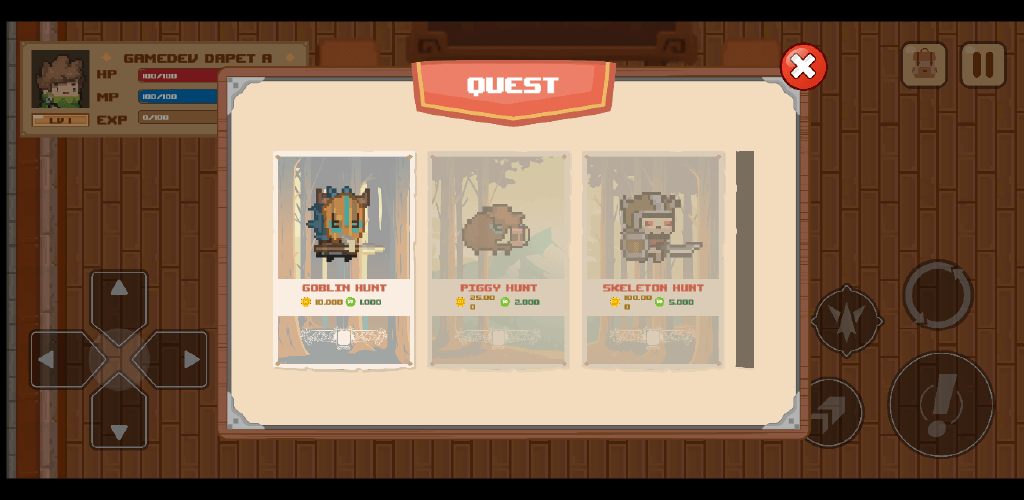 GAMEDEV DAPET A
HP 100/100
MP 100/100
LV 1
EXP 0/100
QUEST
GOBLIN HUNT
10.000 1.000
PIGGY HUNT
25.00
0 2.000
SKELETON HUNT
100.00
0 5.000